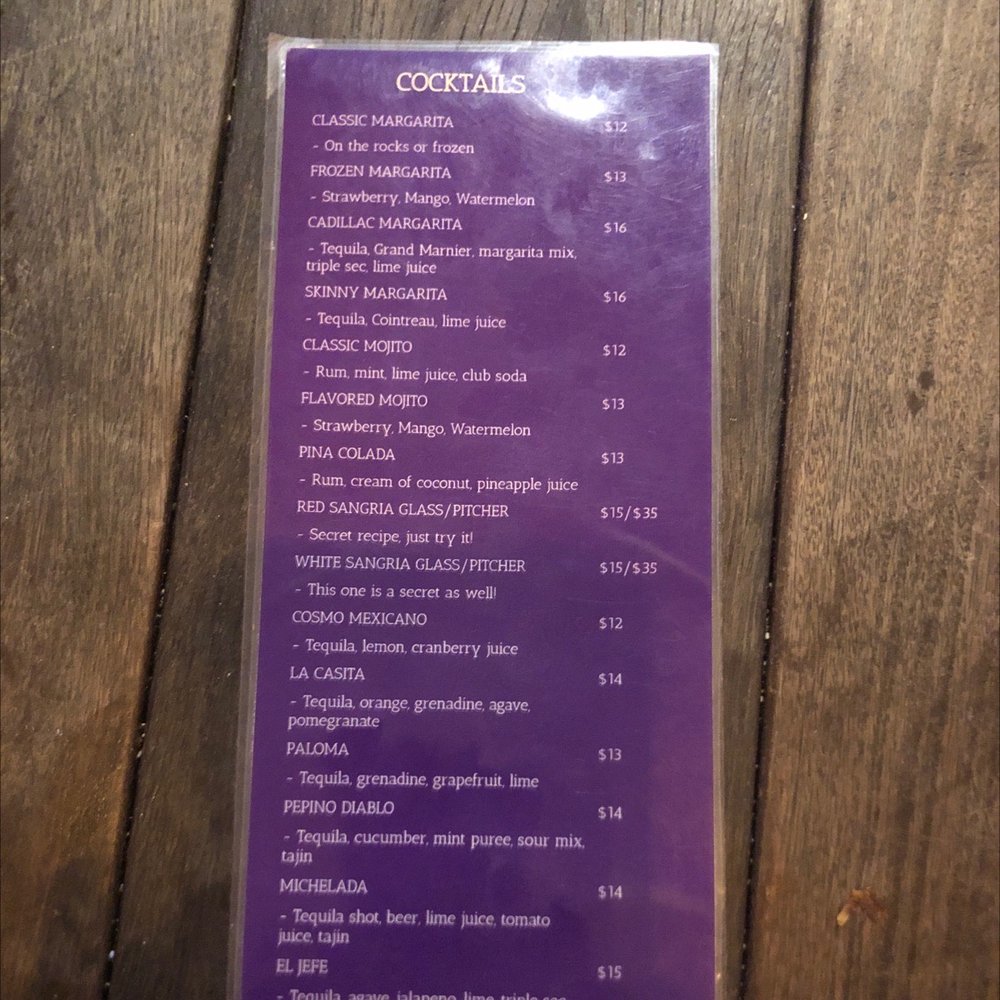 COCKTAILS
CLASSIC MARGARITA $12
- On the rocks or frozen
FROZEN MARGARITA $13
- Strawberry, Mango, Watermelon
CADILLAC MARGARITA $16
- Tequila, Grand Marnier, margarita mix,
triple sec, lime juice
SKINNY MARGARITA $16
- Tequila, Cointreau, lime juice
CLASSIC MOJITO $12
- Rum, mint, lime juice, club soda
FLAVORED MOJITO $13
- Strawberry, Mango, Watermelon
PINA COLADA $13
- Rum, cream of coconut, pineapple juice
RED SANGRIA GLASS/PITCHER $15/$35
- Secret recipe, just try it!
WHITE SANGRIA GLASS/PITCHER $15/$35
- This one is a secret as well!
COSMO MEXICANO $12
- Tequila, lemon, cranberry juice
LA CASITA $14
- Tequila, orange, grenadine, agave,
pomegranate
PALOMA $13
- Tequila, grenadine, grapefruit, lime
PEPINO DIABLO $14
- Tequila, cucumber, mint puree, sour mix,
tajin
MICHELADA $14
- Tequila shot, beer, lime juice, tomato
juice, tajin
EL JEFE $15
- Tequila, agave, jalapeno, lime, triple sec,